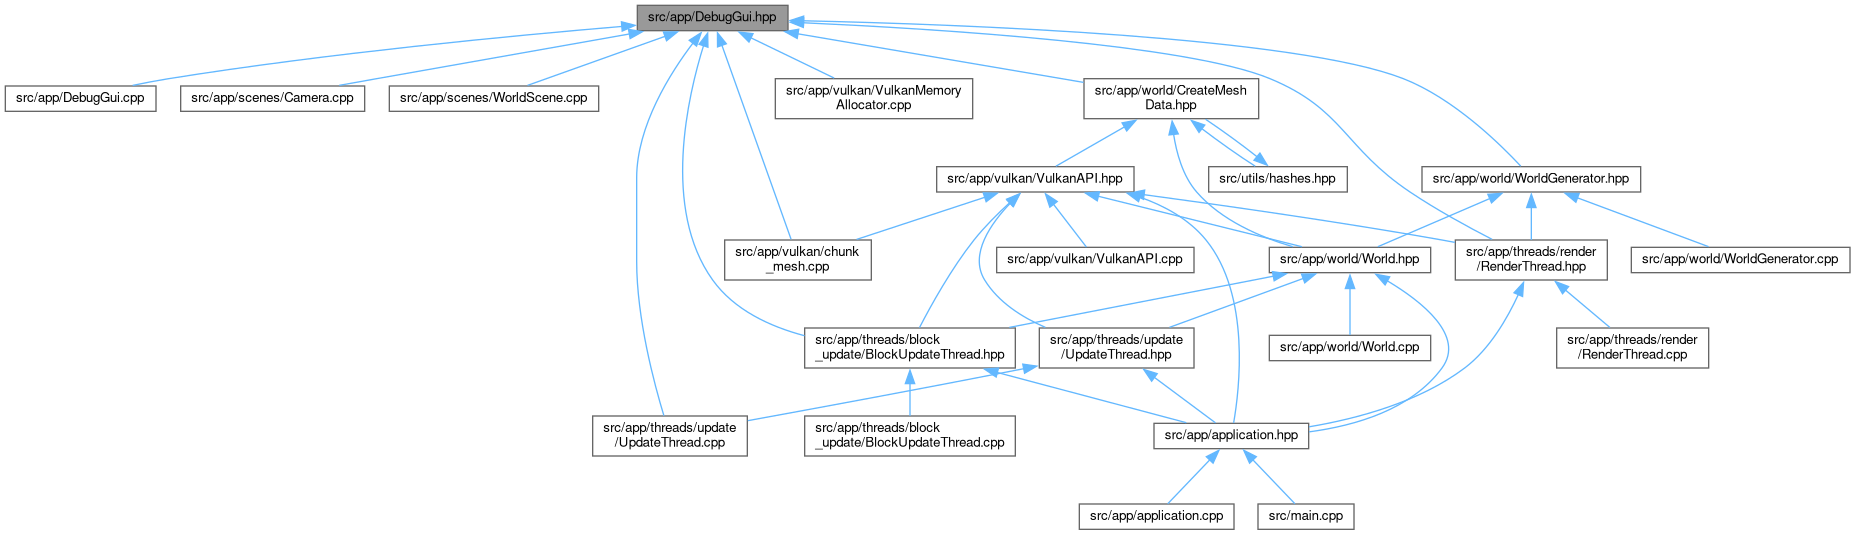 src/app/DebugGui.hpp
src/app/DebugGui.cpp
src/app/scenes/Camera.cpp
src/app/scenes/WorldScene.cpp
src/app/vulkan/VulkanMemory
Allocator.cpp
src/app/world/CreateMesh
Data.hpp
src/app/vulkan/VulkanAPI.hpp
src/utils/hashes.hpp
src/app/world/WorldGenerator.hpp
src/app/vulkan/chunk
_mesh.cpp
src/app/vulkan/VulkanAPI.cpp
src/app/world/World.hpp
src/app/threads/render
/RenderThread.hpp
src/app/world/WorldGenerator.cpp
src/app/threads/block
_update/BlockUpdateThread.hpp
src/app/threads/update
/UpdateThread.hpp
src/app/world/World.cpp
src/app/threads/render
/RenderThread.cpp
src/app/threads/update
/UpdateThread.cpp
src/app/threads/block
_update/BlockUpdateThread.cpp
src/app/application.hpp
src/app/application.cpp
src/main.cpp